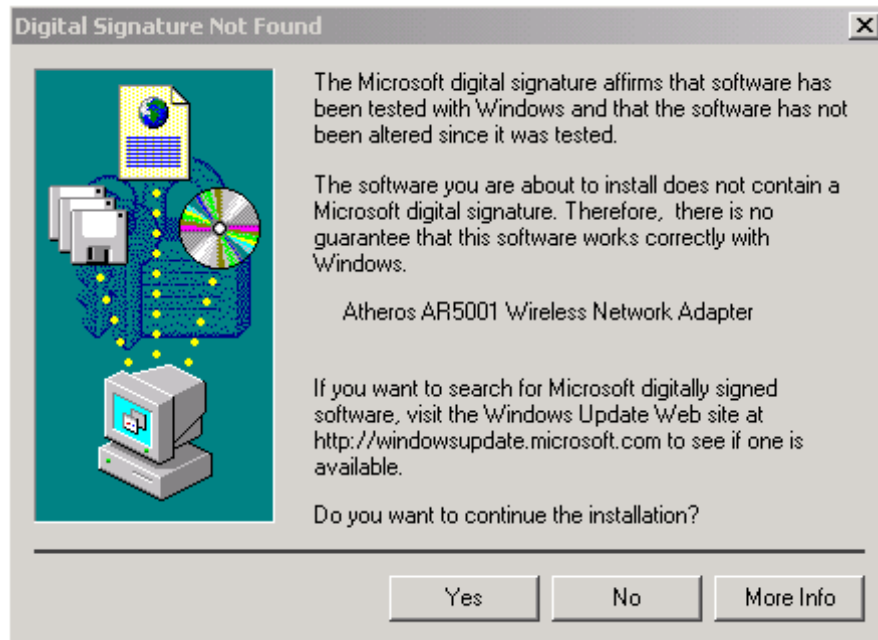 Digital Signature Not Found
The Microsoft digital signature affirms that software has
been tested with Windows and that the software has not
been altered since it was tested.
The software you are about to install does not contain a
Microsoft digital signature. Therefore,  there is no
guarantee that this software works correctly with
Windows.
Atheros AR5001 Wireless Network Adapter
If you want to search for Microsoft digitally signed
software, visit the Windows Update Web site at
http://windowsupdate.microsoft.com to see if one is
available.
Do you want to continue the installation?
Yes No More Info